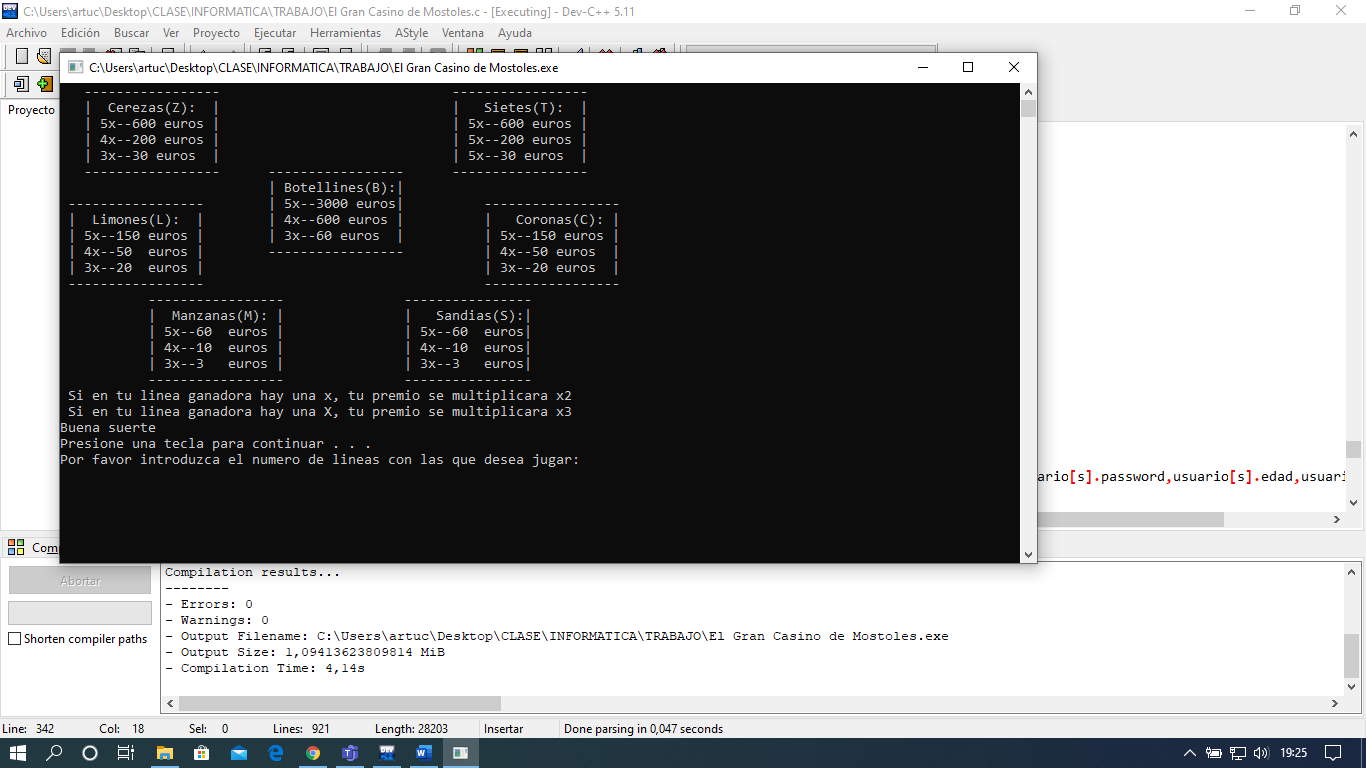 C:\Users\artuc\Desktop\CLASE\INFORMATICA\TRABAJO\El Gran Casino de Mostoles.c - [Executing] - Dev-C++ 5.11
Archivo Edición Buscar Ver Proyecto Ejecutar Herramientas AStyle Ventana Ayuda
C:\Users\artuc\Desktop\CLASE\INFORMATICA\TRABAJO\El Gran Casino de Mostoles.exe
Proyecto
-----------------                             -----------------
|  Cerezas(Z):  |                             |   Sietes(T):  |
| 5x--600 euros |                             | 5x--600 euros |
| 4x--200 euros |                             | 5x--200 euros |
| 3x--30 euros  |                             | 5x--30 euros  |
-----------------      -----------------      -----------------
| Botellines(B):|
-----------------        | 5x--3000 euros|          -----------------
|  Limones(L):  |        | 4x--600 euros |          |   Coronas(C): |
| 5x--150 euros |        | 3x--60 euros  |          | 5x--150 euros |
| 4x--50  euros |        -----------------          | 4x--50  euros |
| 3x--20  euros |                                   | 3x--20 euros  |
-----------------                                   -----------------
-----------------               ----------------
|  Manzanas(M): |               |   Sandias(S):|
| 5x--60  euros |               | 5x--60  euros|
| 4x--10  euros |               | 4x--10  euros|
| 3x--3   euros |               | 3x--3   euros|
-----------------               ----------------
Si en tu linea ganadora hay una x, tu premio se multiplicara x2
Si en tu linea ganadora hay una X, tu premio se multiplicara x3
Buena suerte
Presione una tecla para continuar . . .
Por favor introduzca el numero de lineas con las que desea jugar:
ario[s].password,usuario[s].edad,usuari
Com
Abortar
Shorten compiler paths
Compilation results...
--------
- Errors: 0
- Warnings: 0
- Output Filename: C:\Users\artuc\Desktop\CLASE\INFORMATICA\TRABAJO\El Gran Casino de Mostoles.exe
- Output Size: 1,09413623809814 MiB
- Compilation Time: 4,14s
Line: 342 Col: 18 Sel: 0 Lines: 921 Length: 28203 Insertar Done parsing in 0,047 seconds
19:25